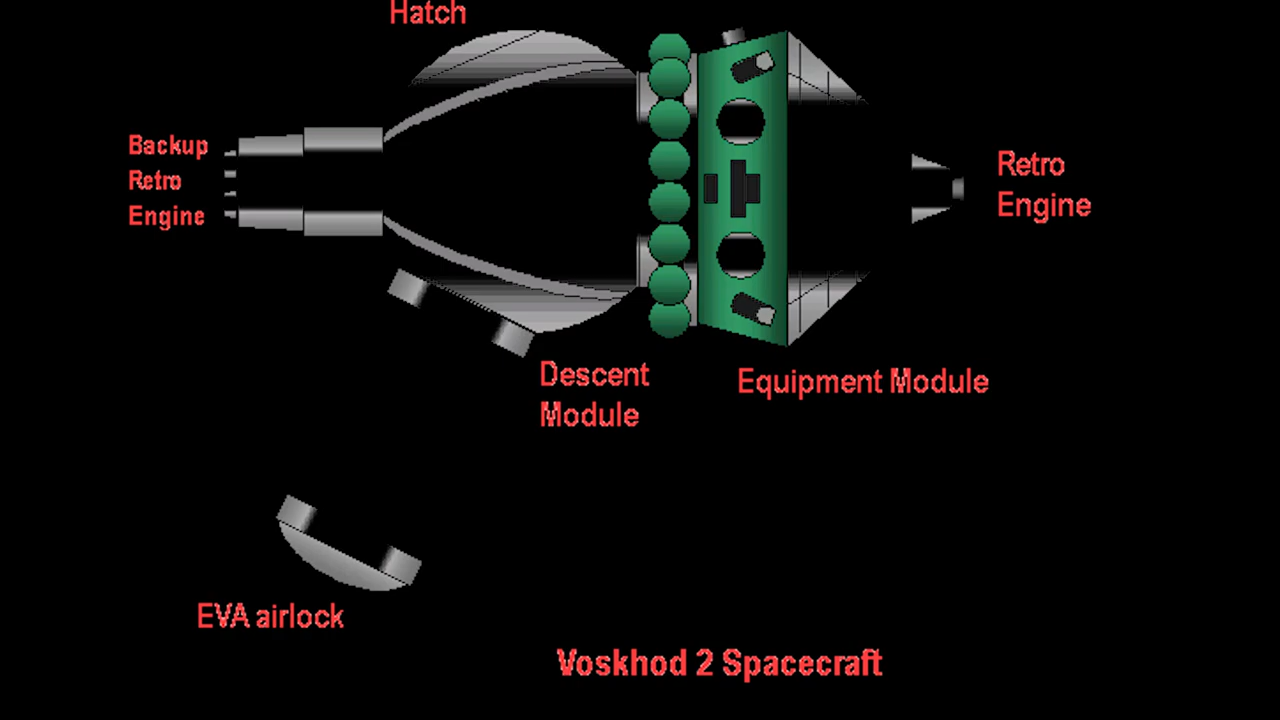 Hatch
Backup
Retro
Engine
Retro
Engine
Descent
Module
Equipment Module
EVA airlock
Voskhod 2 Spacecraft